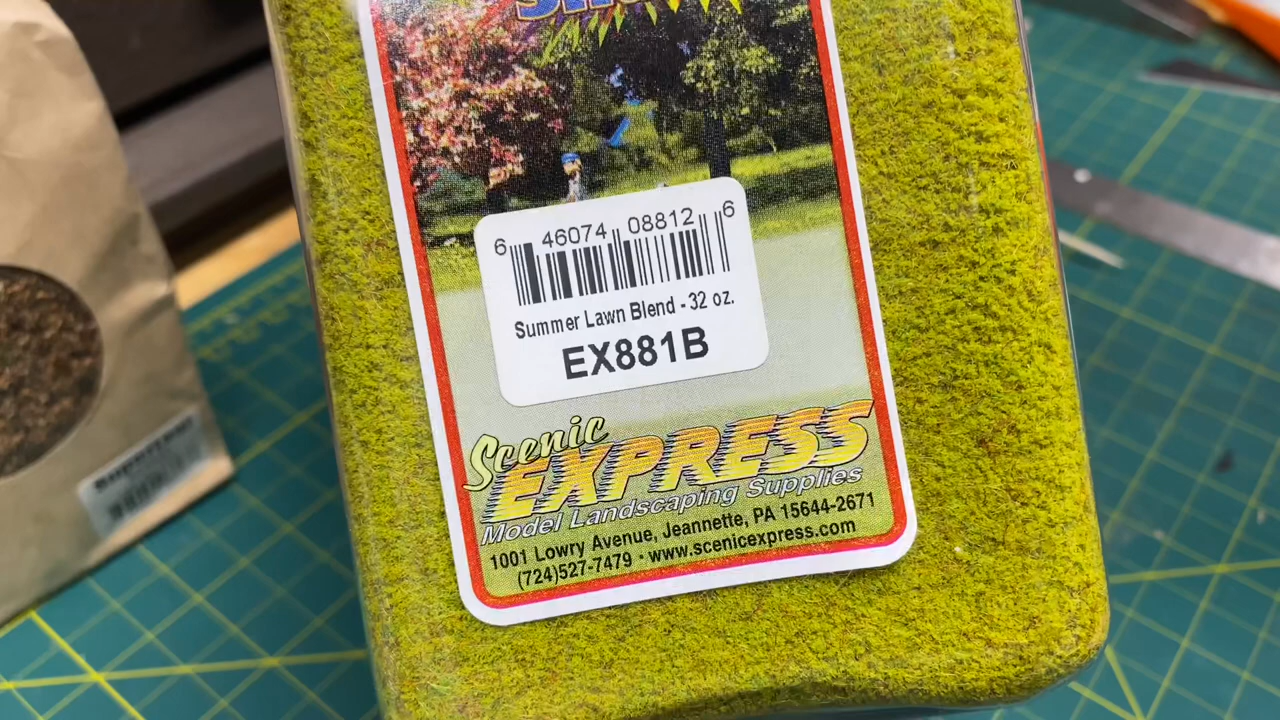 6 46074 08812 6
Summer Lawn Blend - 32 oz.
EX881B
Scenic
EXPRESS
Model Landscaping Supplies
1001 Lowry Avenue, Jeannette, PA 15644-2671
(724)527-7479 · www.scenicexpress.com